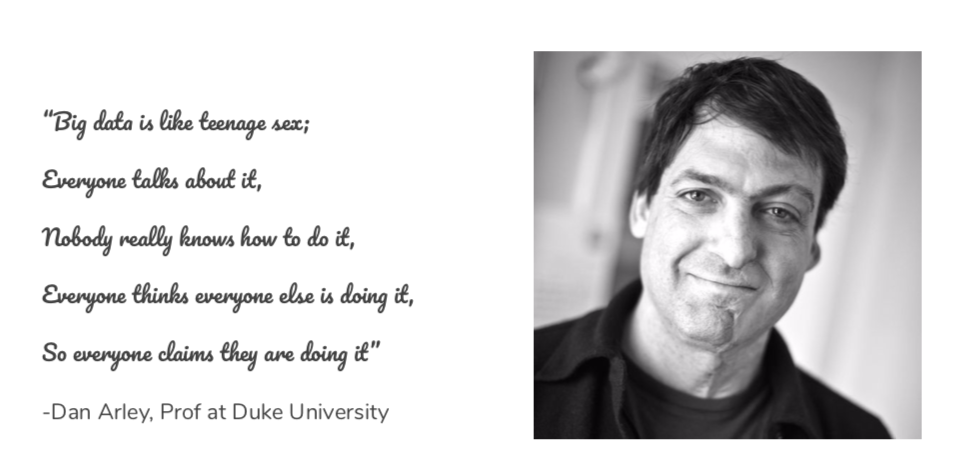 “Big data is like teenage sex;
Everyone talks about it,
Nobody really knows how to do it,
Everyone thinks everyone else is doing it,
So everyone claims they are doing it”
-Dan Arley, Prof at Duke University